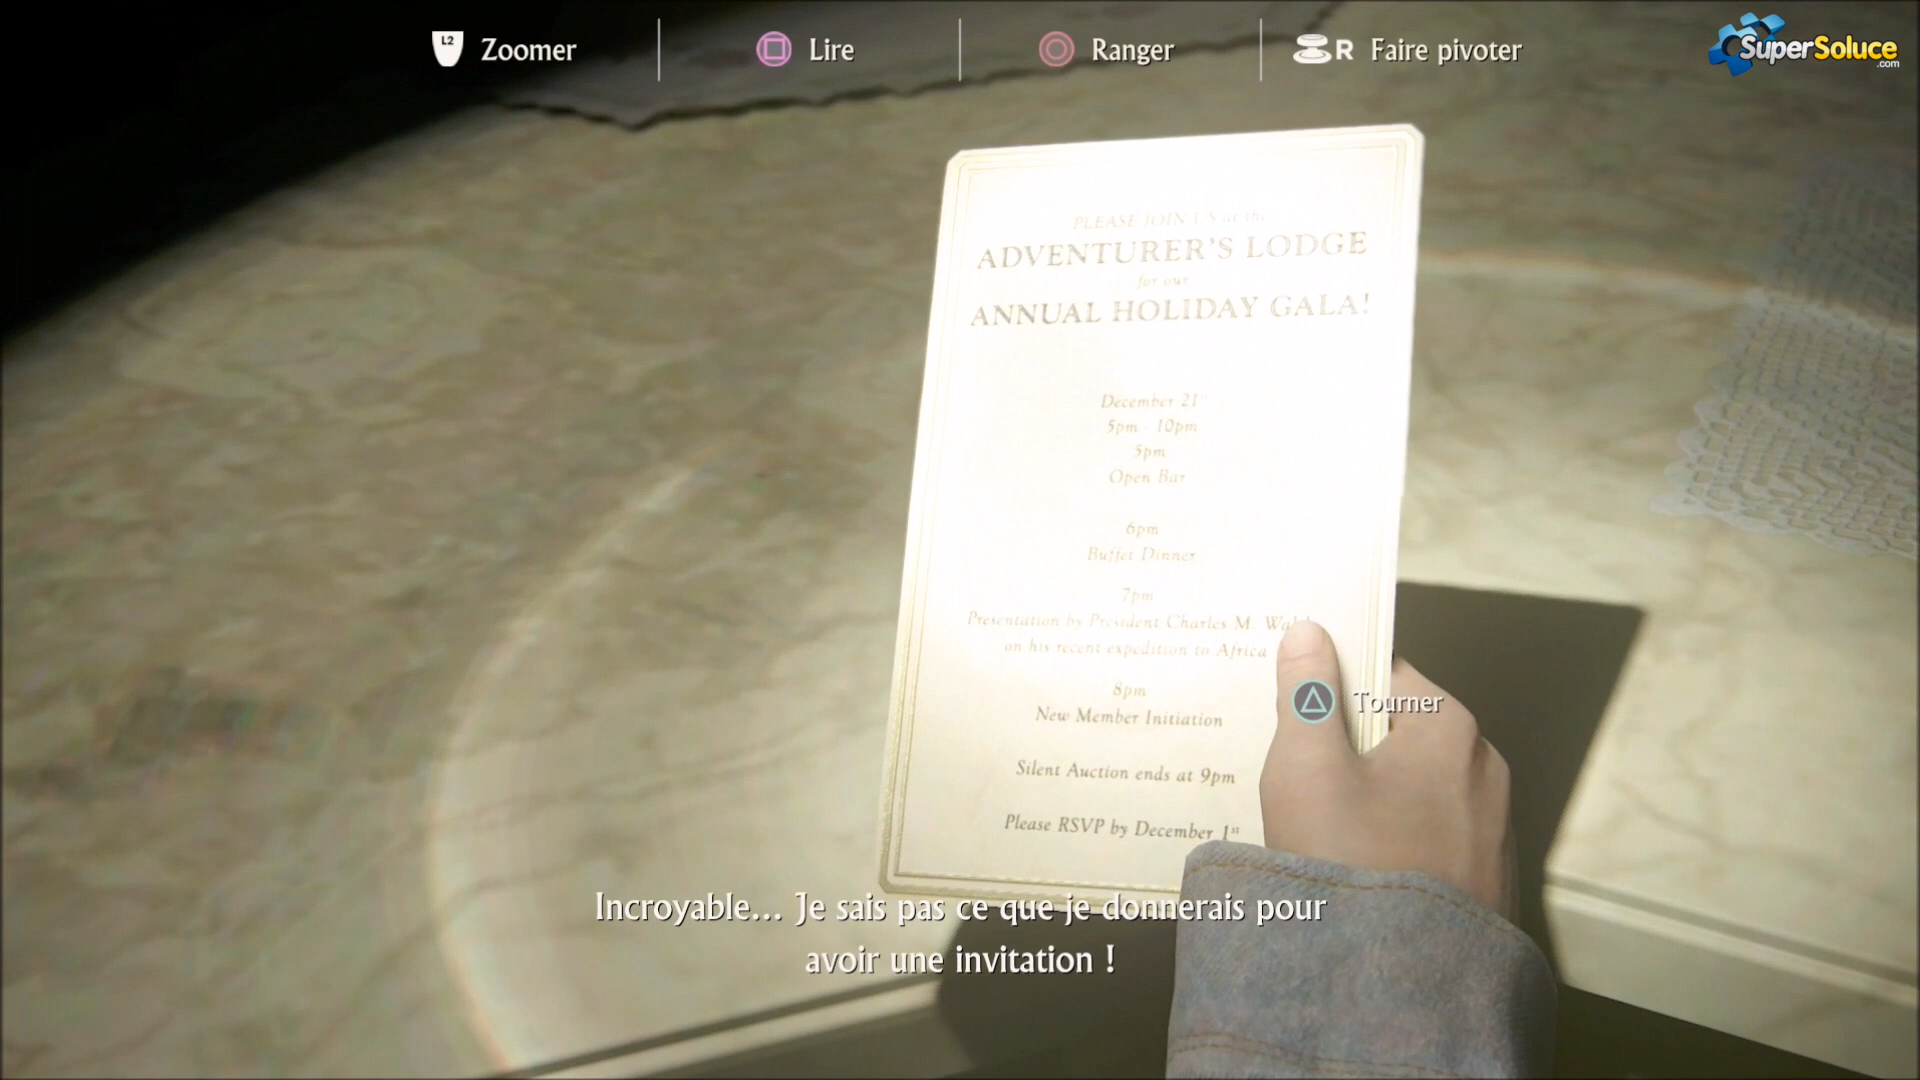 L2 Zoomer
Lire
Ranger
R Faire pivoter
SuperSoluce
.com
PLEASE JOIN US at the
ADVENTURER'S LODGE
for our
ANNUAL HOLIDAY GALA!
December 21st
5pm - 10pm
5pm
Open Bar
6pm
Buffet Dinner
7pm
Presentation by President Charles M.
on his recent expedition to Africa
8pm
New Member Initiation
Tourner
Silent Auction ends at 9pm
Please RSVP by December 1st
Incroyable... Je sais pas ce que je donnerais pour
avoir une invitation !